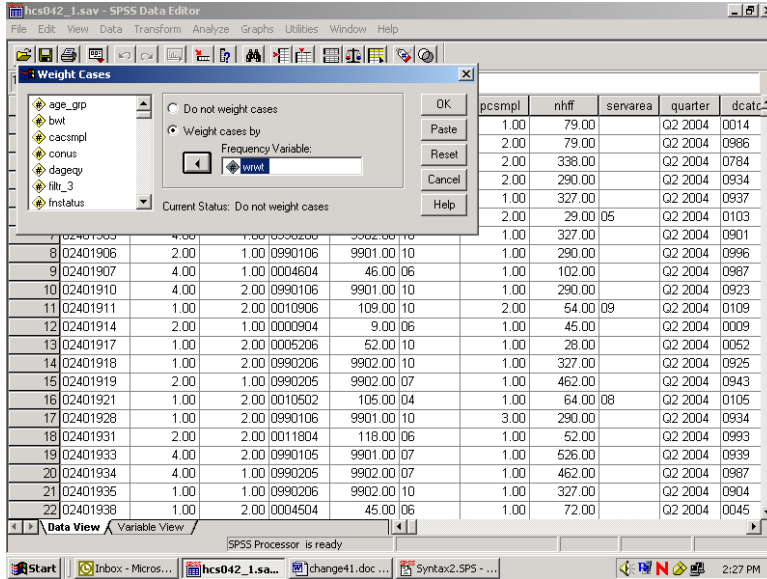 hcs042_1.sav - SPSS Data Editor
File Edit View Data Transform Analyze Graphs Utilities Window Help
Weight Cases
age_grp
bwt
cacsmpl
conus
dageqy
filtr_3
fnstatus
Do not weight cases
Weight cases by
Frequency Variable:
wrwt
Current Status: Do not weight cases
OK
Paste
Reset
Cancel
Help
pcsmpl nhff servarea quarter dcatc
1.00 79.00 Q2 2004 0014
2.00 79.00 Q2 2004 0986
2.00 338.00 Q2 2004 0784
2.00 290.00 Q2 2004 0934
1.00 327.00 Q2 2004 0937
2.00 29.00 05 Q2 2004 0103
7 02401903 4.00 1.00 0990206 9902.00 10 1.00 327.00 Q2 2004 0901
8 02401906 2.00 1.00 0990106 9901.00 10 1.00 290.00 Q2 2004 0996
9 02401907 4.00 1.00 0004604 46.00 06 1.00 102.00 Q2 2004 0987
10 02401910 4.00 2.00 0990106 9901.00 10 1.00 290.00 Q2 2004 0923
11 02401911 1.00 2.00 0010906 109.00 10 2.00 54.00 09 Q2 2004 0109
12 02401914 2.00 1.00 0000904 9.00 06 1.00 45.00 Q2 2004 0009
13 02401917 1.00 2.00 0005206 52.00 10 1.00 28.00 Q2 2004 0052
14 02401918 1.00 2.00 0990206 9902.00 10 1.00 327.00 Q2 2004 0925
15 02401919 2.00 1.00 0990205 9902.00 07 1.00 462.00 Q2 2004 0943
16 02401921 1.00 2.00 0010502 105.00 04 1.00 64.00 08 Q2 2004 0105
17 02401928 1.00 2.00 0990106 9901.00 10 3.00 290.00 Q2 2004 0934
18 02401931 2.00 2.00 0011804 118.00 06 1.00 52.00 Q2 2004 0993
19 02401933 4.00 2.00 0990105 9901.00 07 1.00 526.00 Q2 2004 0939
20 02401934 4.00 1.00 0990205 9902.00 07 1.00 462.00 Q2 2004 0987
21 02401935 1.00 1.00 0990206 9902.00 10 1.00 327.00 Q2 2004 0904
22 02401938 1.00 2.00 0004504 45.00 06 1.00 72.00 Q2 2004 0045
Data View Variable View
SPSS Processor is ready
Start Inbox - Micros... hcs042_1.sa... change41.doc ... Syntax2.SPS - ... 2:27 PM